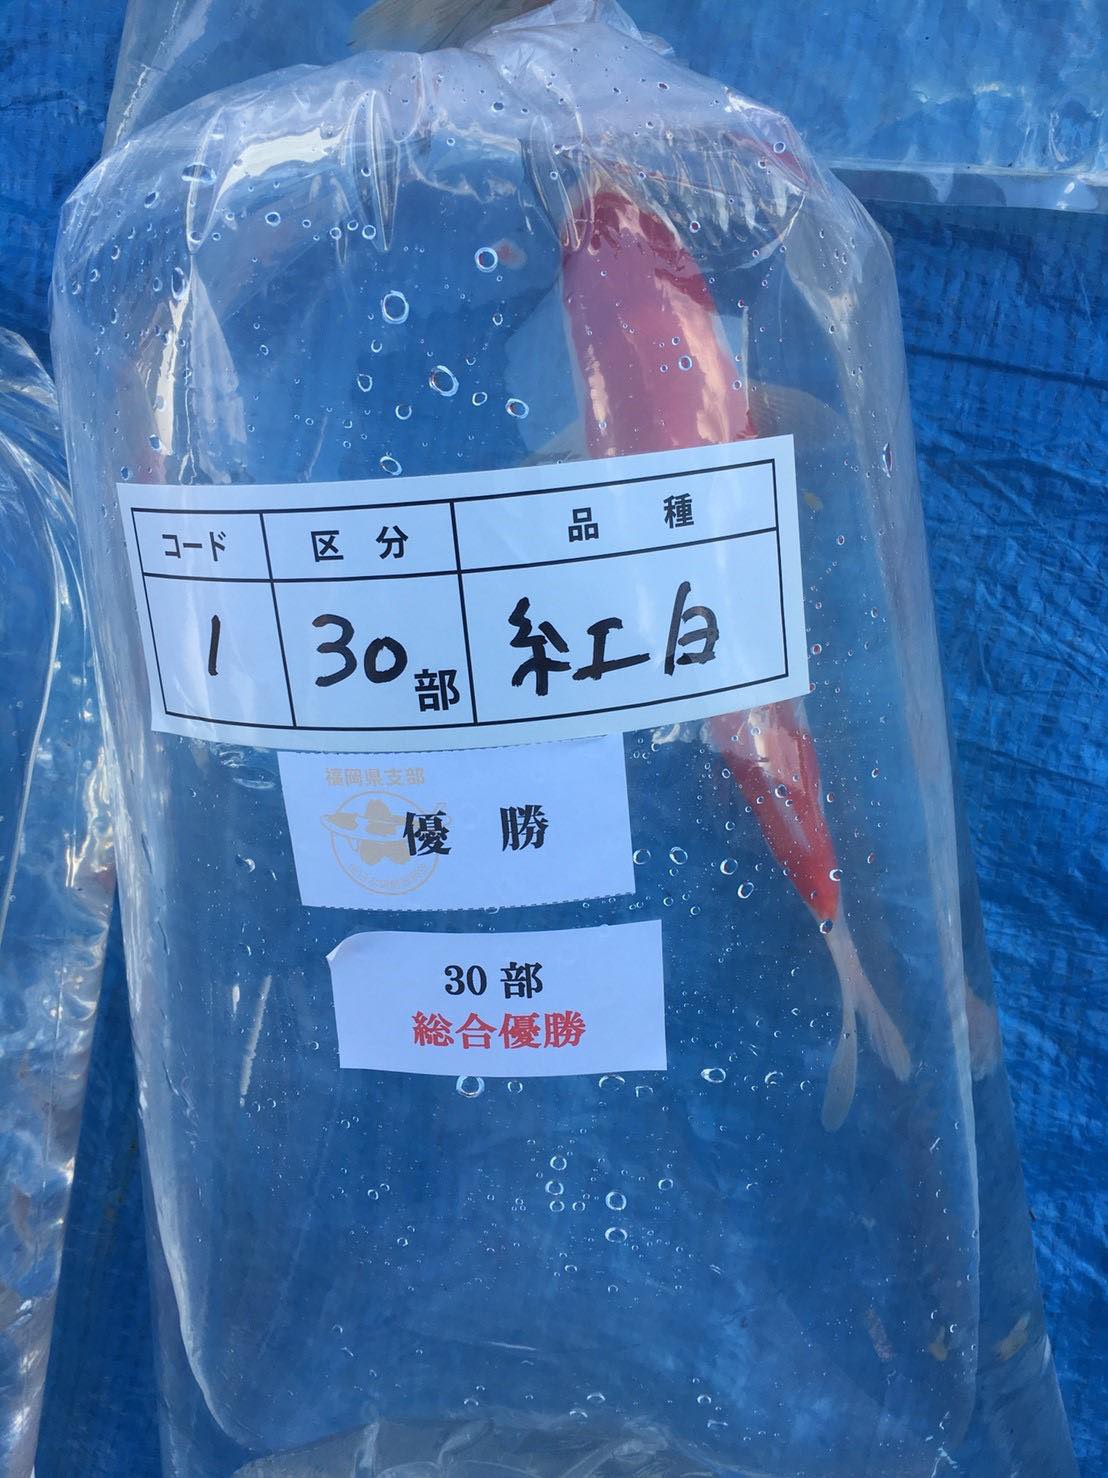 コード 区分 品種
1 30部 紅白
福岡県支部
優勝
30部
総合優勝